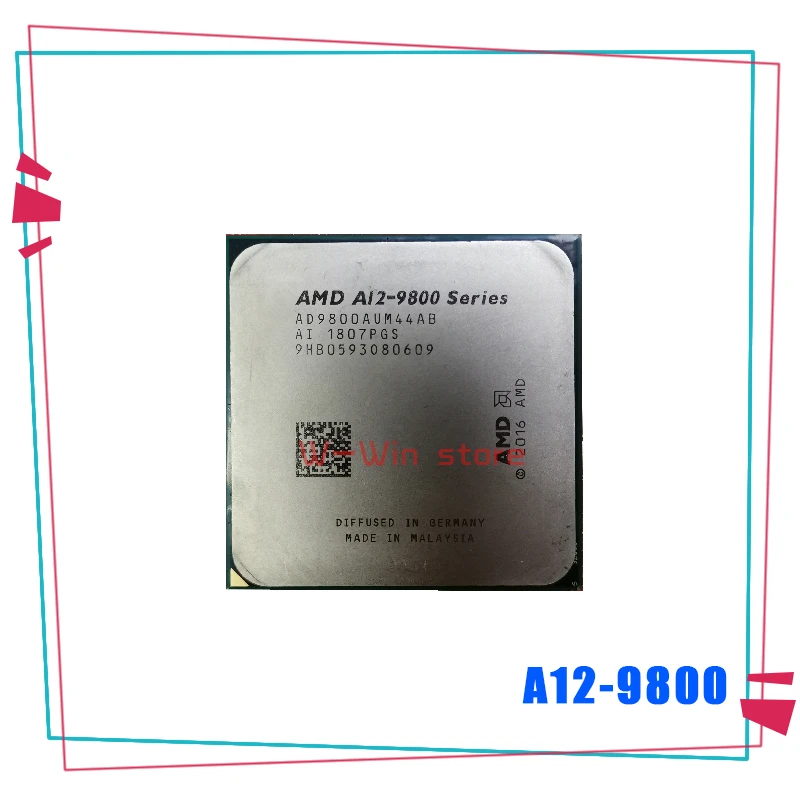 AMD A12-9800 Series
AD9800AUM44AB
AI 1807PGS
9HB0593080609
AMD
© 2016 AMD
W-Win store
DIFFUSED IN GERMANY
MADE IN MALAYSIA
A12-9800